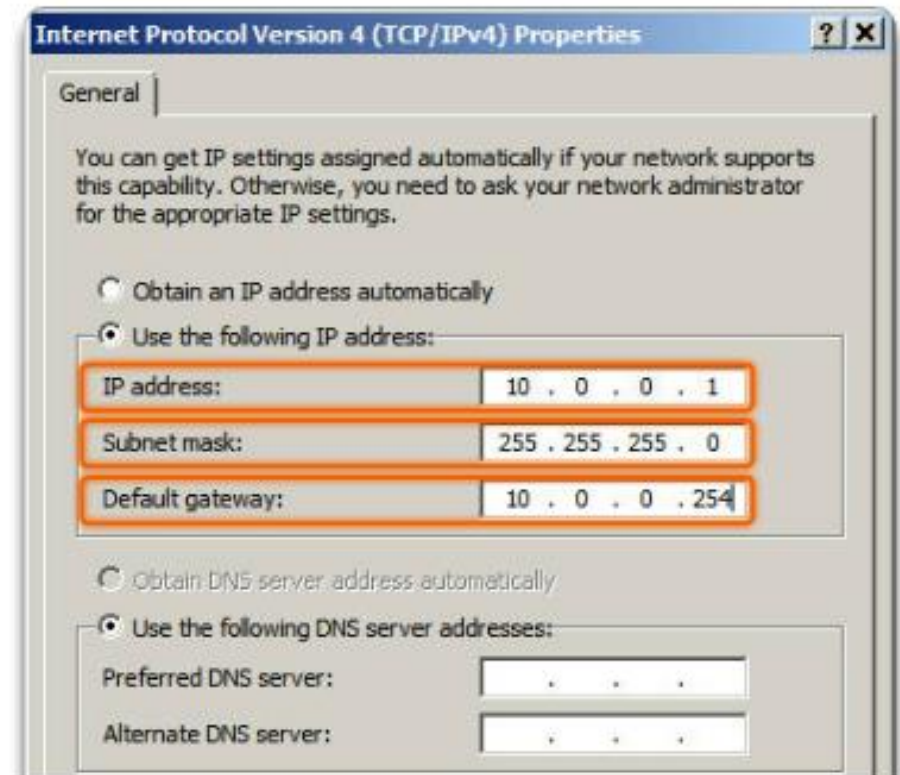 Internet Protocol Version 4 (TCP/IPv4) Properties
General
You can get IP settings assigned automatically if your network supports
this capability. Otherwise, you need to ask your network administrator
for the appropriate IP settings.
Obtain an IP address automatically
Use the following IP address:
IP address: 10 . 0 . 0 . 1
Subnet mask: 255 . 255 . 255 . 0
Default gateway: 10 . 0 . 0 . 254
Obtain DNS server address automatically
Use the following DNS server addresses:
Preferred DNS server: . . .
Alternate DNS server: . . .